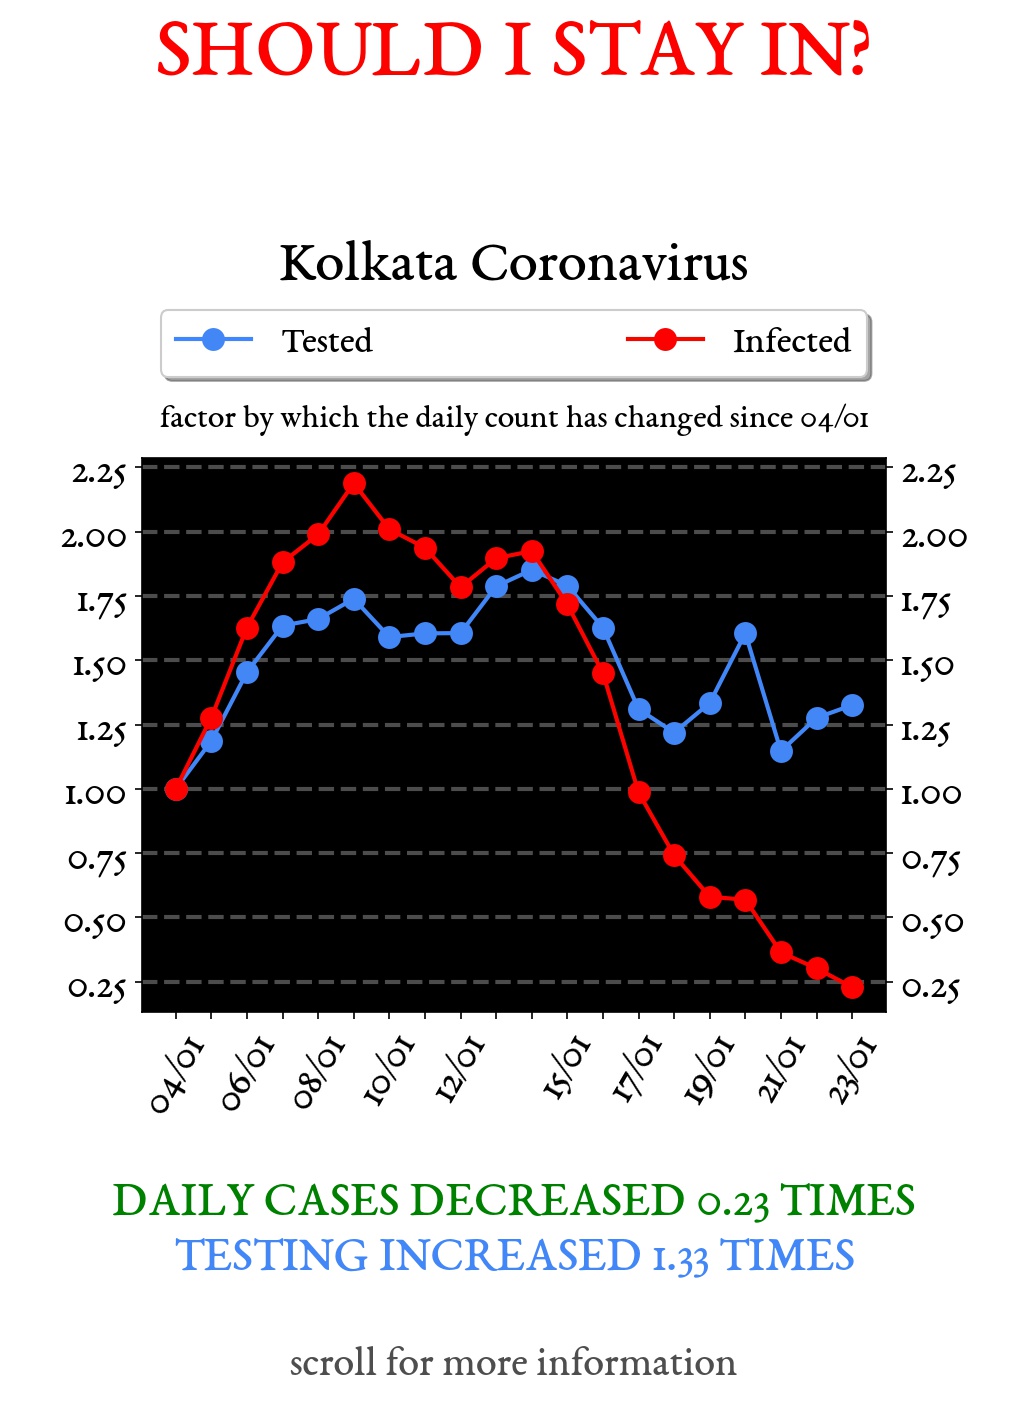 SHOULD I STAY IN?
Kolkata Coronavirus
Tested Infected
factor by which the daily count has changed since 04/01
2.25 2.25
2.00 2.00
1.75 1.75
1.50 1.50
1.25 1.25
1.00 1.00
0.75 0.75
0.50 0.50
0.25 0.25
04/01 06/01 08/01 10/01 12/01 15/01 17/01 19/01 21/01 23/01
DAILY CASES DECREASED 0.23 TIMES
TESTING INCREASED 1.33 TIMES
scroll for more information